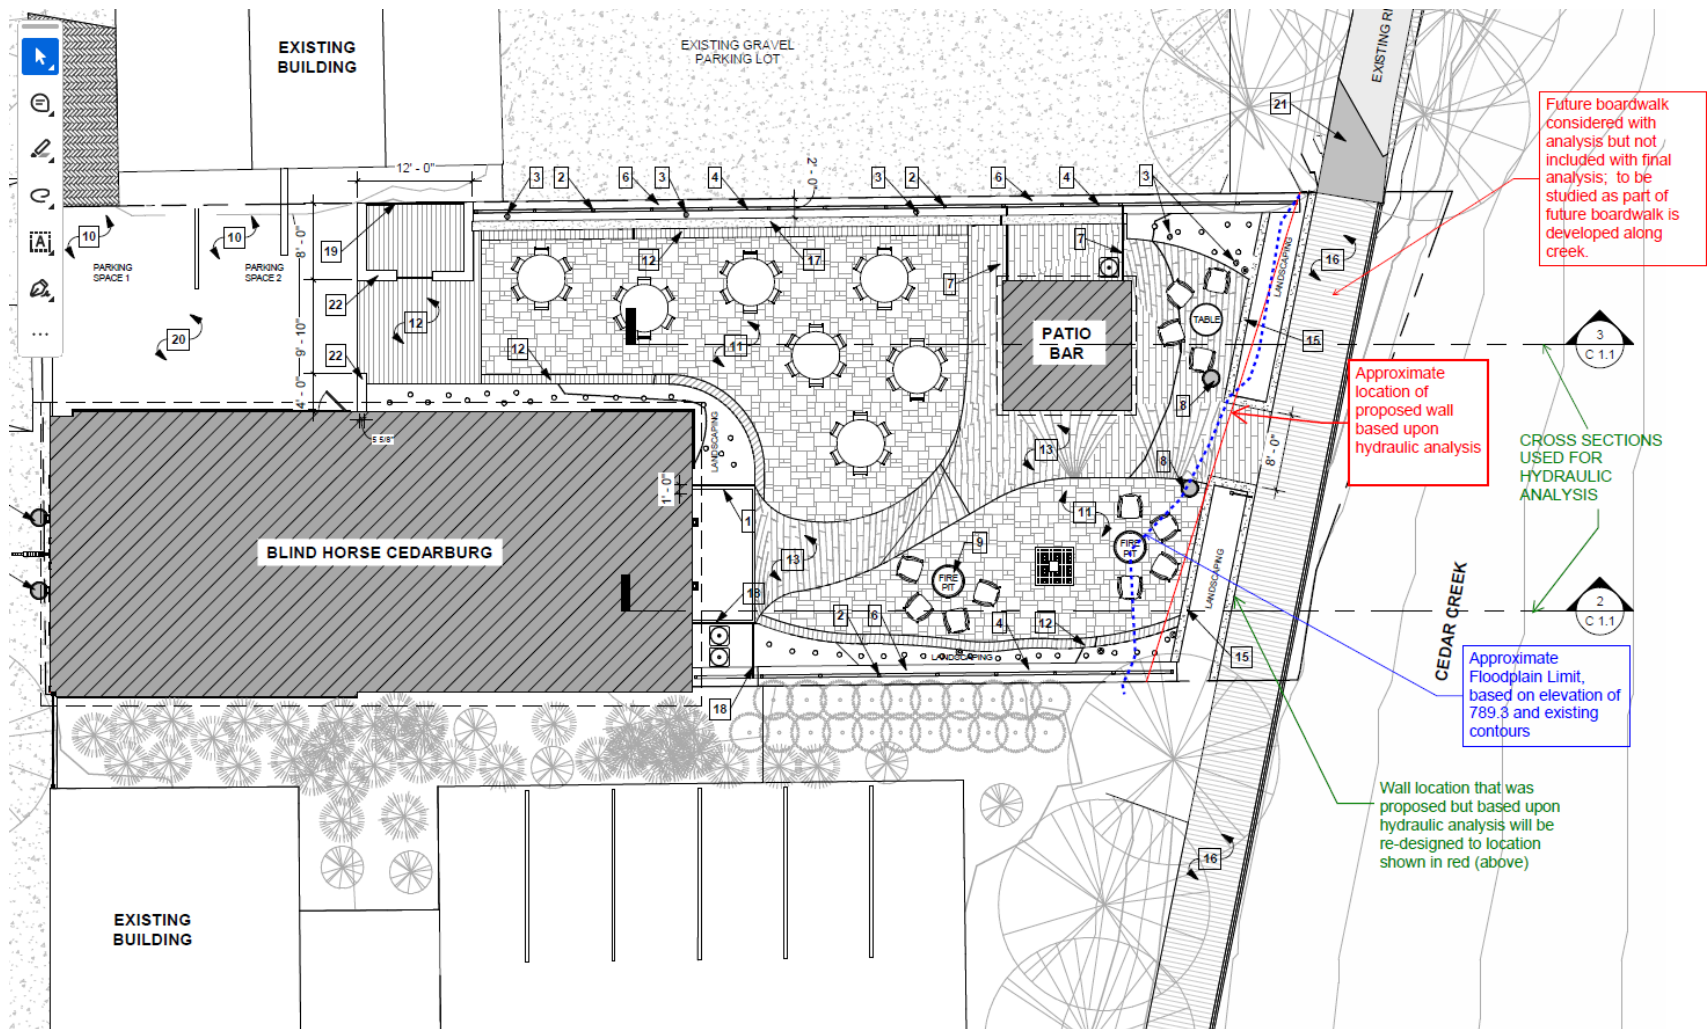 EXISTING
BUILDING
EXISTING GRAVEL
PARKING LOT
EXISTING
21
Future boardwalk
considered with
analysis but not
included with final
analysis; to be
studied as part of
future boardwalk is
developed along
creek.
12' - 0"
2' - 0"
3
2
6
3
4
3
2
6
4
3
10
10
19
8' - 0"
12
17
7
7
LANDSCAPING
16
PARKING
SPACE 1
PARKING
SPACE 2
22
12
20
9' - 10"
12
11
PATIO
BAR
TABLE
15
3
C 1.1
22
4' - 0"
5 5/8"
8
Approximate
location of
proposed wall
based upon
hydraulic analysis
CROSS SECTIONS
USED FOR
HYDRAULIC
ANALYSIS
LANDSCAPING
13
8
8' - 0"
1' - 0"
1
11
BLIND HORSE CEDARBURG
13
9
FIRE
PIT
FIRE
PIT
LANDSCAPING
18
2
6
4
12
2
C 1.1
CEDAR CREEK
LANDSCAPING
15
18
Approximate
Floodplain Limit,
based on elevation of
789.3 and existing
contours
Wall location that was
proposed but based upon
hydraulic analysis will be
re-designed to location
shown in red (above)
16
EXISTING
BUILDING